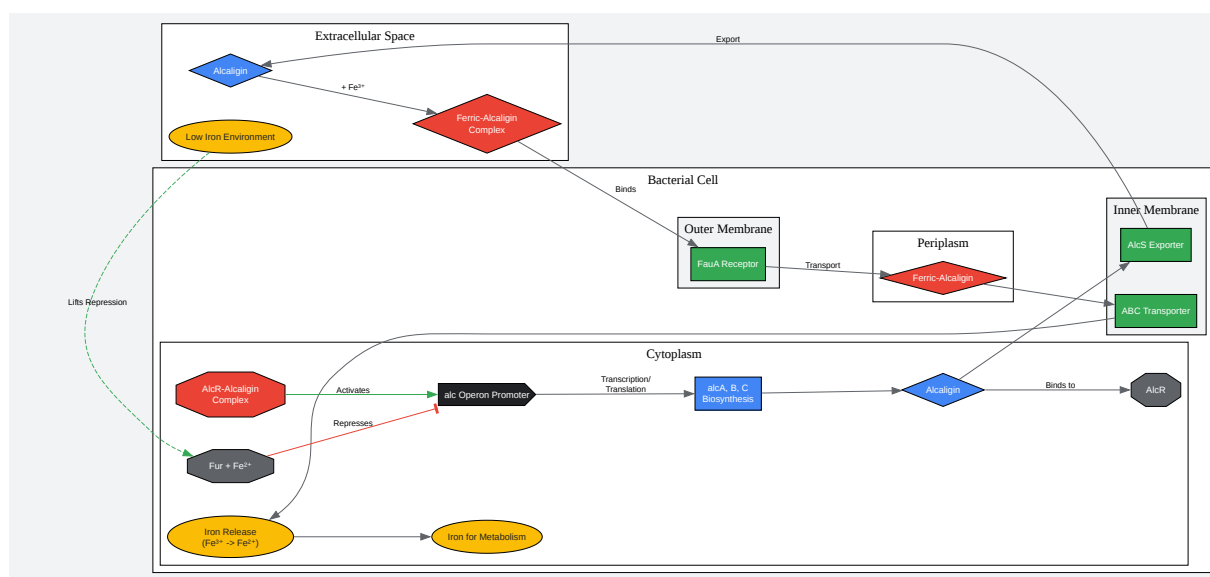 Extracellular Space
Export
Alcaligin
+ Fe³⁺
Ferric-Alcaligin
Complex
Low Iron Environment
Bacterial Cell
Binds
Outer Membrane
FauA Receptor
Transport
Periplasm
Ferric-Alcaligin
Inner Membrane
AlcS Exporter
ABC Transporter
Lifts Repression
Cytoplasm
AlcR-Alcaligin
Complex
Activates
alc Operon Promoter
Transcription/
Translation
alcA, B, C
Biosynthesis
Alcaligin
Binds to
AlcR
Represses
Fur + Fe²⁺
Iron Release
(Fe³⁺ -> Fe²⁺)
Iron for Metabolism